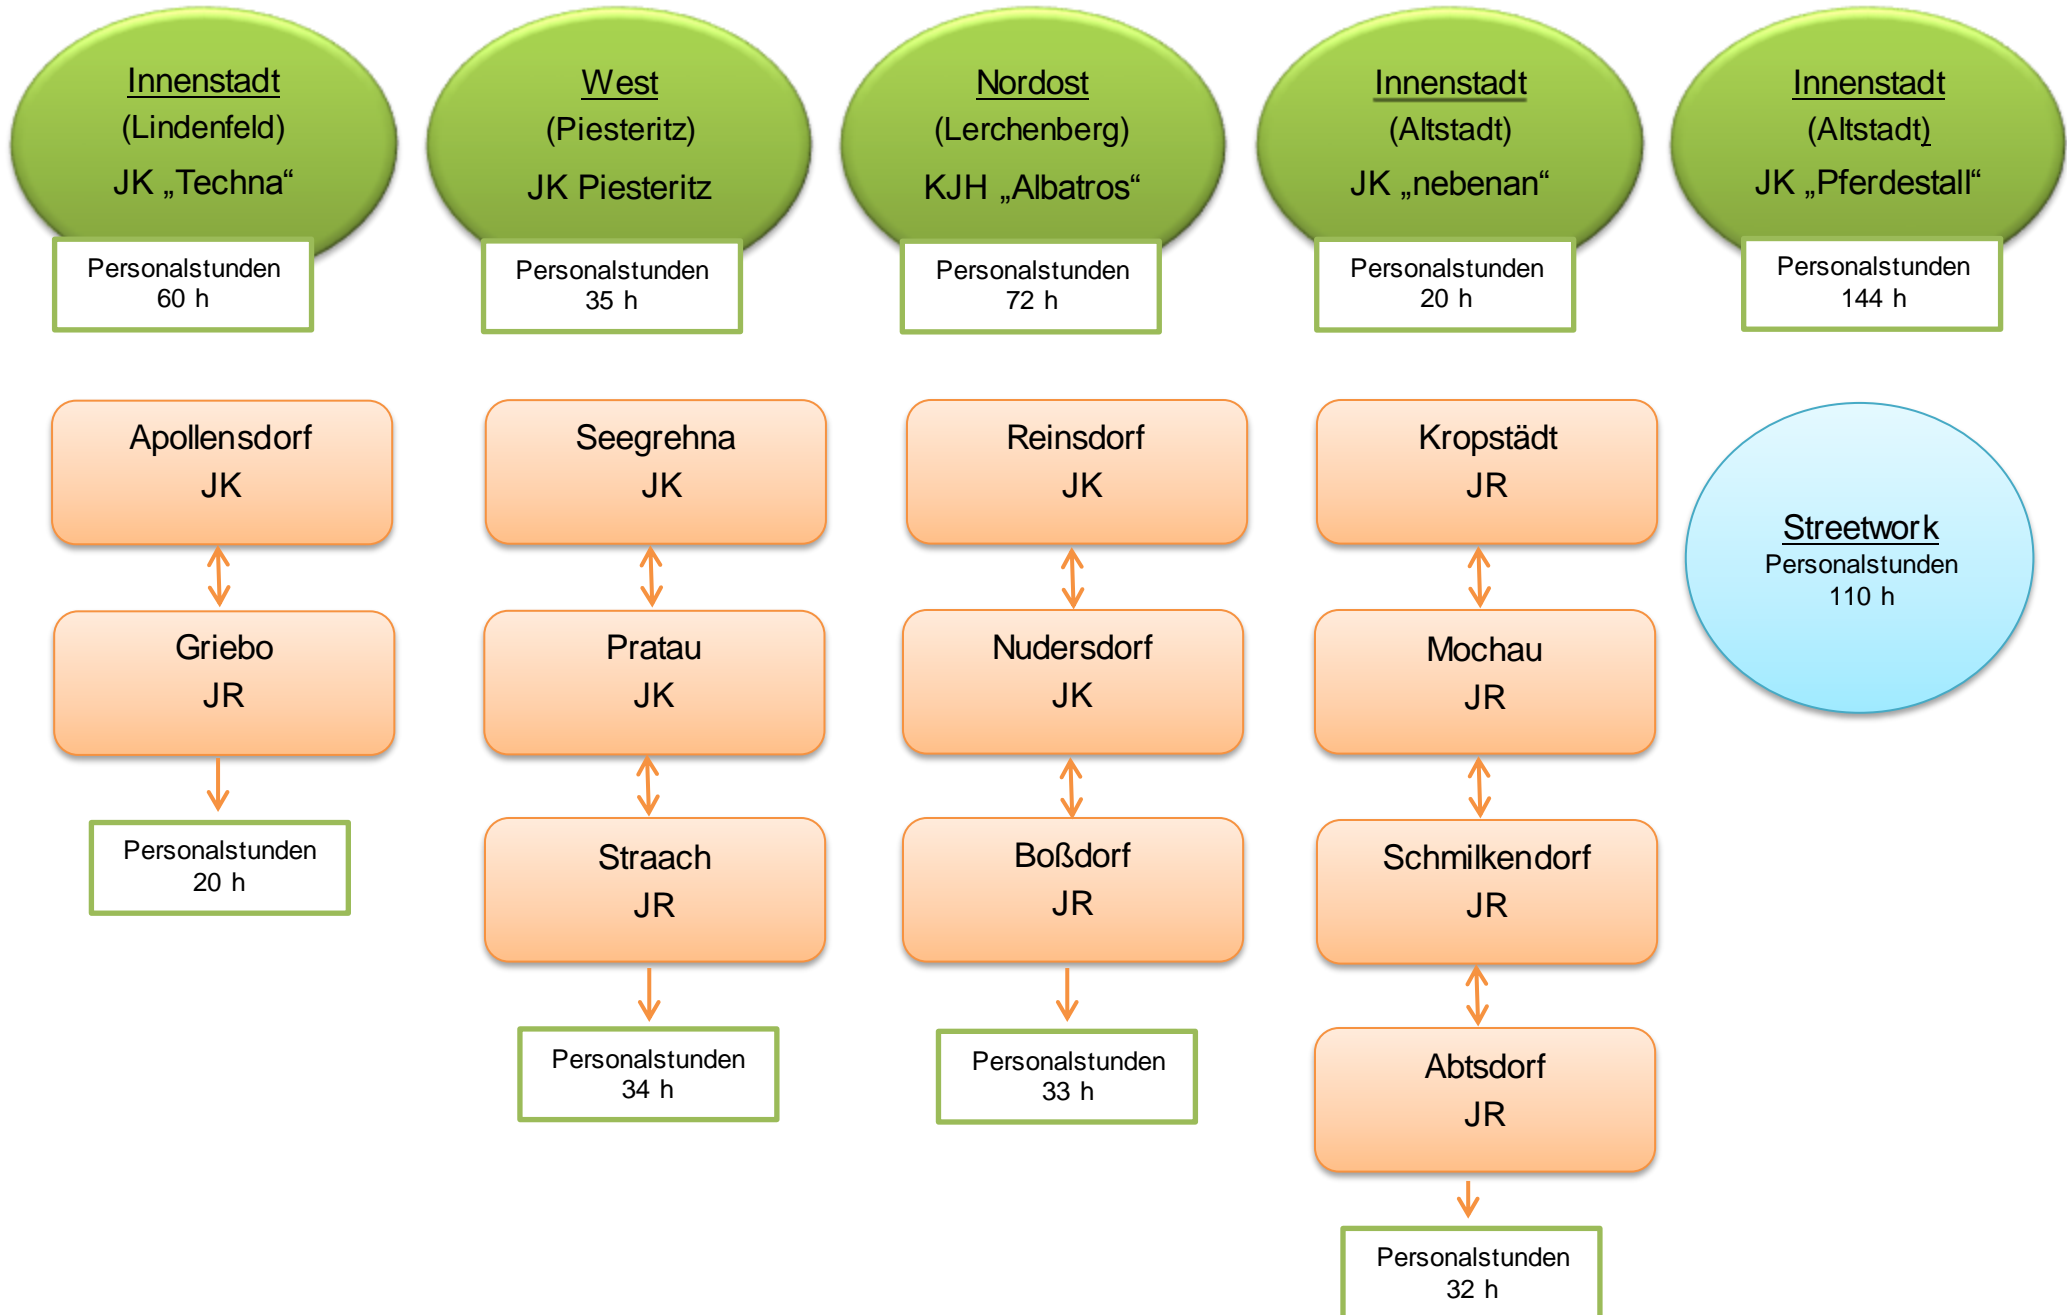 Innenstadt
(Lindenfeld)
JK „Techna“
Personalstunden
60 h
West
(Piesteritz)
JK Piesteritz
Personalstunden
35 h
Nordost
(Lerchenberg)
KJH „Albatros“
Personalstunden
72 h
Innenstadt
(Altstadt)
JK „nebenan“
Personalstunden
20 h
Innenstadt
(Altstadt)
JK „Pferdestall“
Personalstunden
144 h
Apollensdorf
JK
Griebo
JR
Personalstunden
20 h
Seegrehna
JK
Pratau
JK
Straach
JR
Personalstunden
34 h
Reinsdorf
JK
Nudersdorf
JK
Boßdorf
JR
Personalstunden
33 h
Kropstädt
JR
Mochau
JR
Schmilkendorf
JR
Abtsdorf
JR
Personalstunden
32 h
Streetwork
Personalstunden
110 h